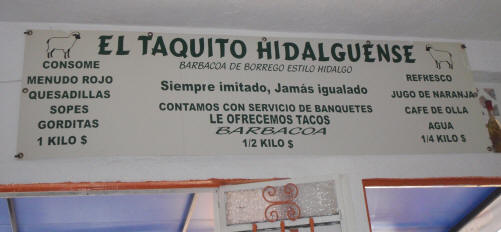 EL TAQUITO HIDALGUENSE
BARBACOA DE BORREGO ESTILO HIDALGO
CONSOME
MENUDO ROJO
QUESADILLAS
SOPES
GORDITAS
1 KILO $
Siempre imitado, Jamás igualado
CONTAMOS CON SERVICIO DE BANQUETES
LE OFRECEMOS TACOS
BARBACOA
1/2 KILO $
REFRESCO
JUGO DE NARANJA
CAFE DE OLLA
AGUA
1/4 KILO $